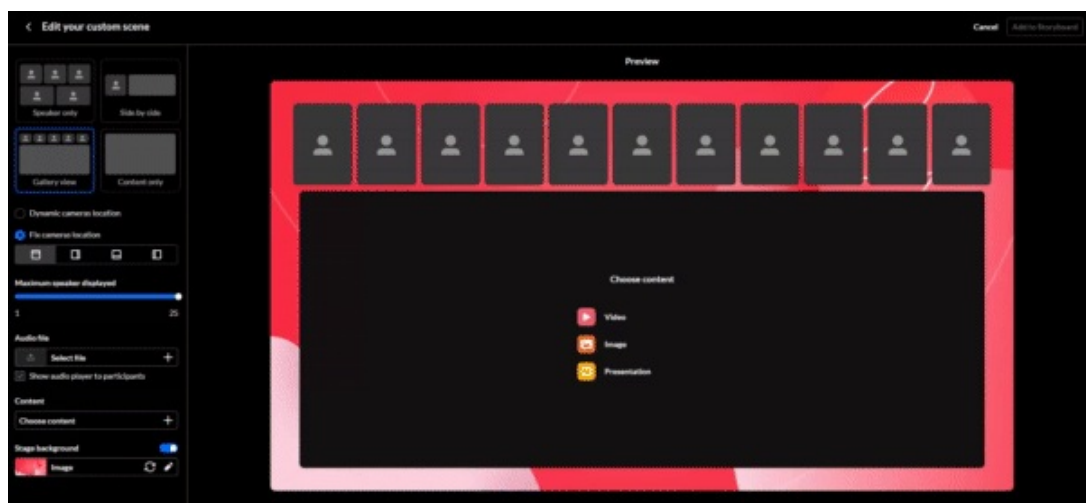 Edit your custom scene
Cancel
Add to Storyboard
Preview
Speaker only
Side by side
Gallery view
Content only
Dynamic cameras location
Fix cameras location
Maximum speaker displayed
1
25
Audio file
Select file
Show audio player to participants
Content
Choose content
Stage background
Image
Choose content
Video
Image
Presentation